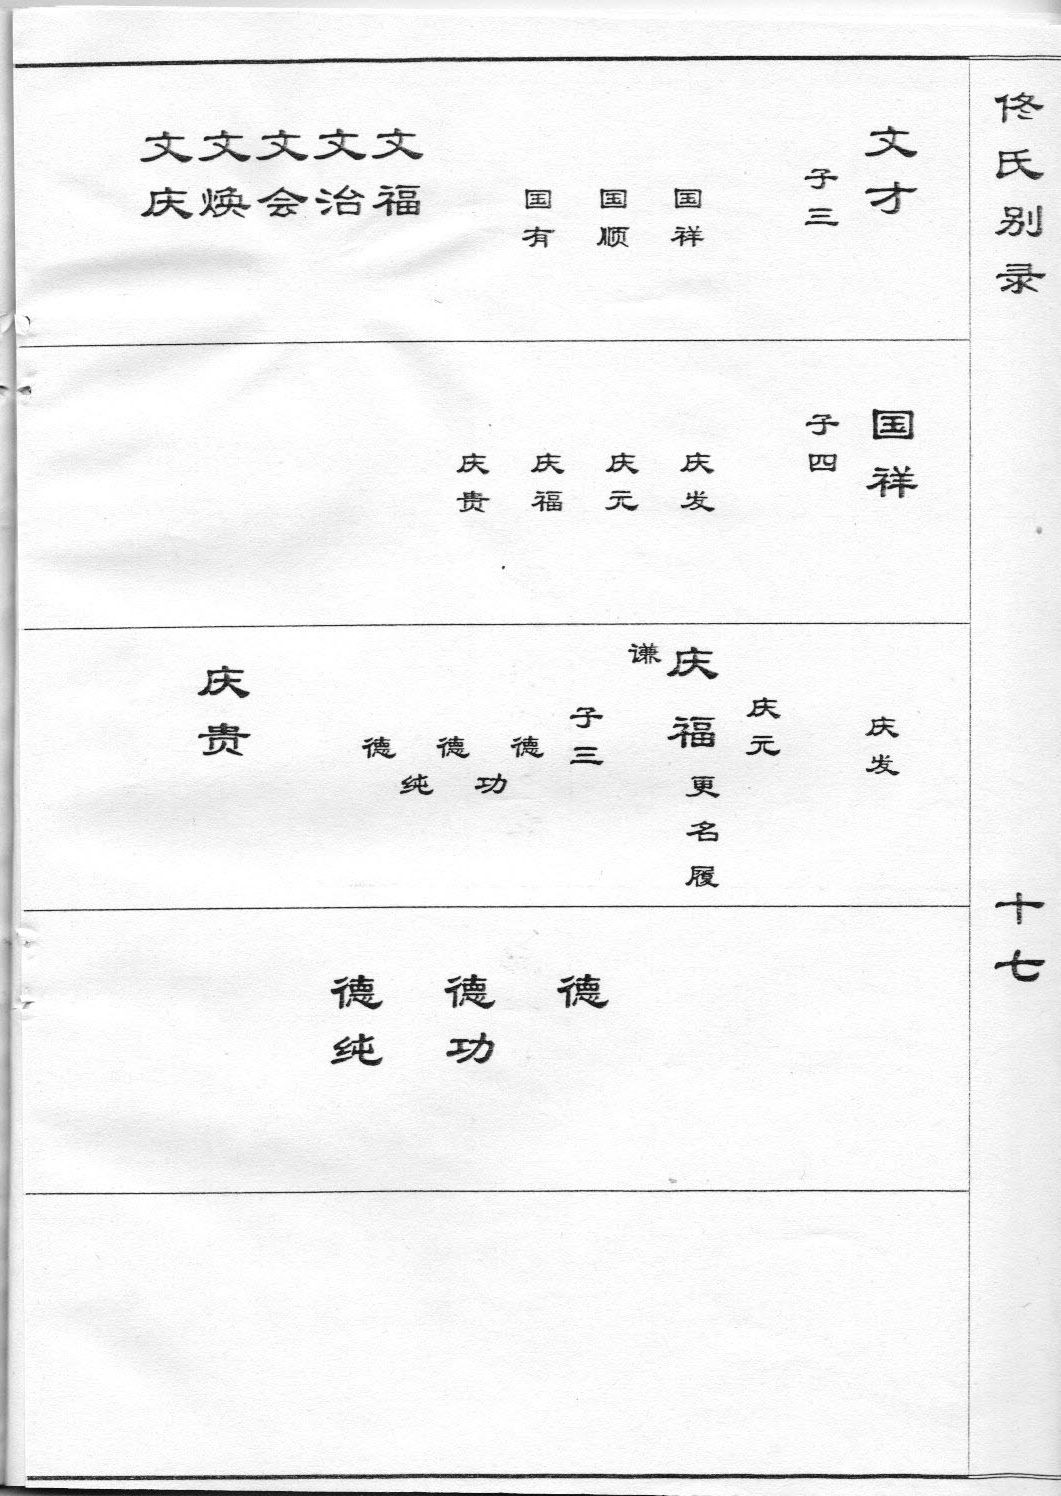 佟氏别录
十七
文才
子三
国祥
国顺
国有
文福
文治
文会
文焕
文庆
国祥
子四
庆发
庆元
庆福
庆贵
庆发
庆元
庆福更名履
谦
子三
德
德功
德纯
庆贵
德
德功
德纯